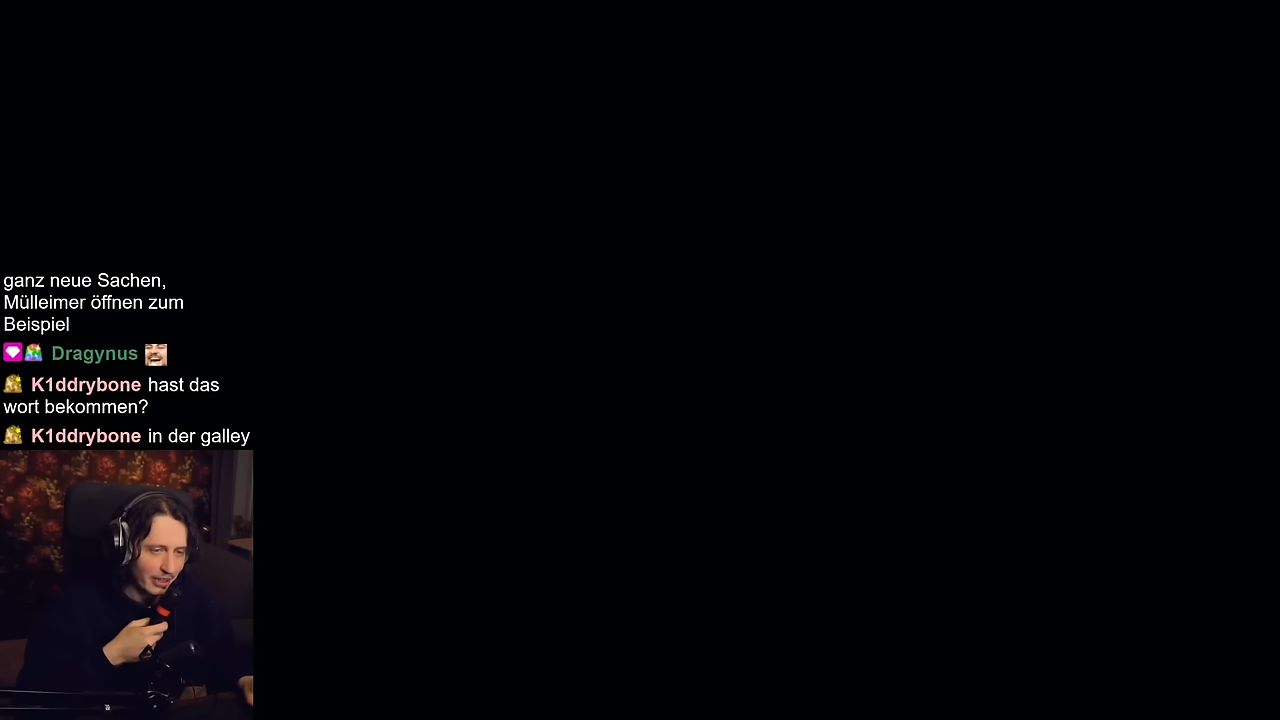 ganz neue Sachen,
Mülleimer öffnen zum
Beispiel
Dragynus
K1ddrybone hast das
wort bekommen?
K1ddrybone in der galley